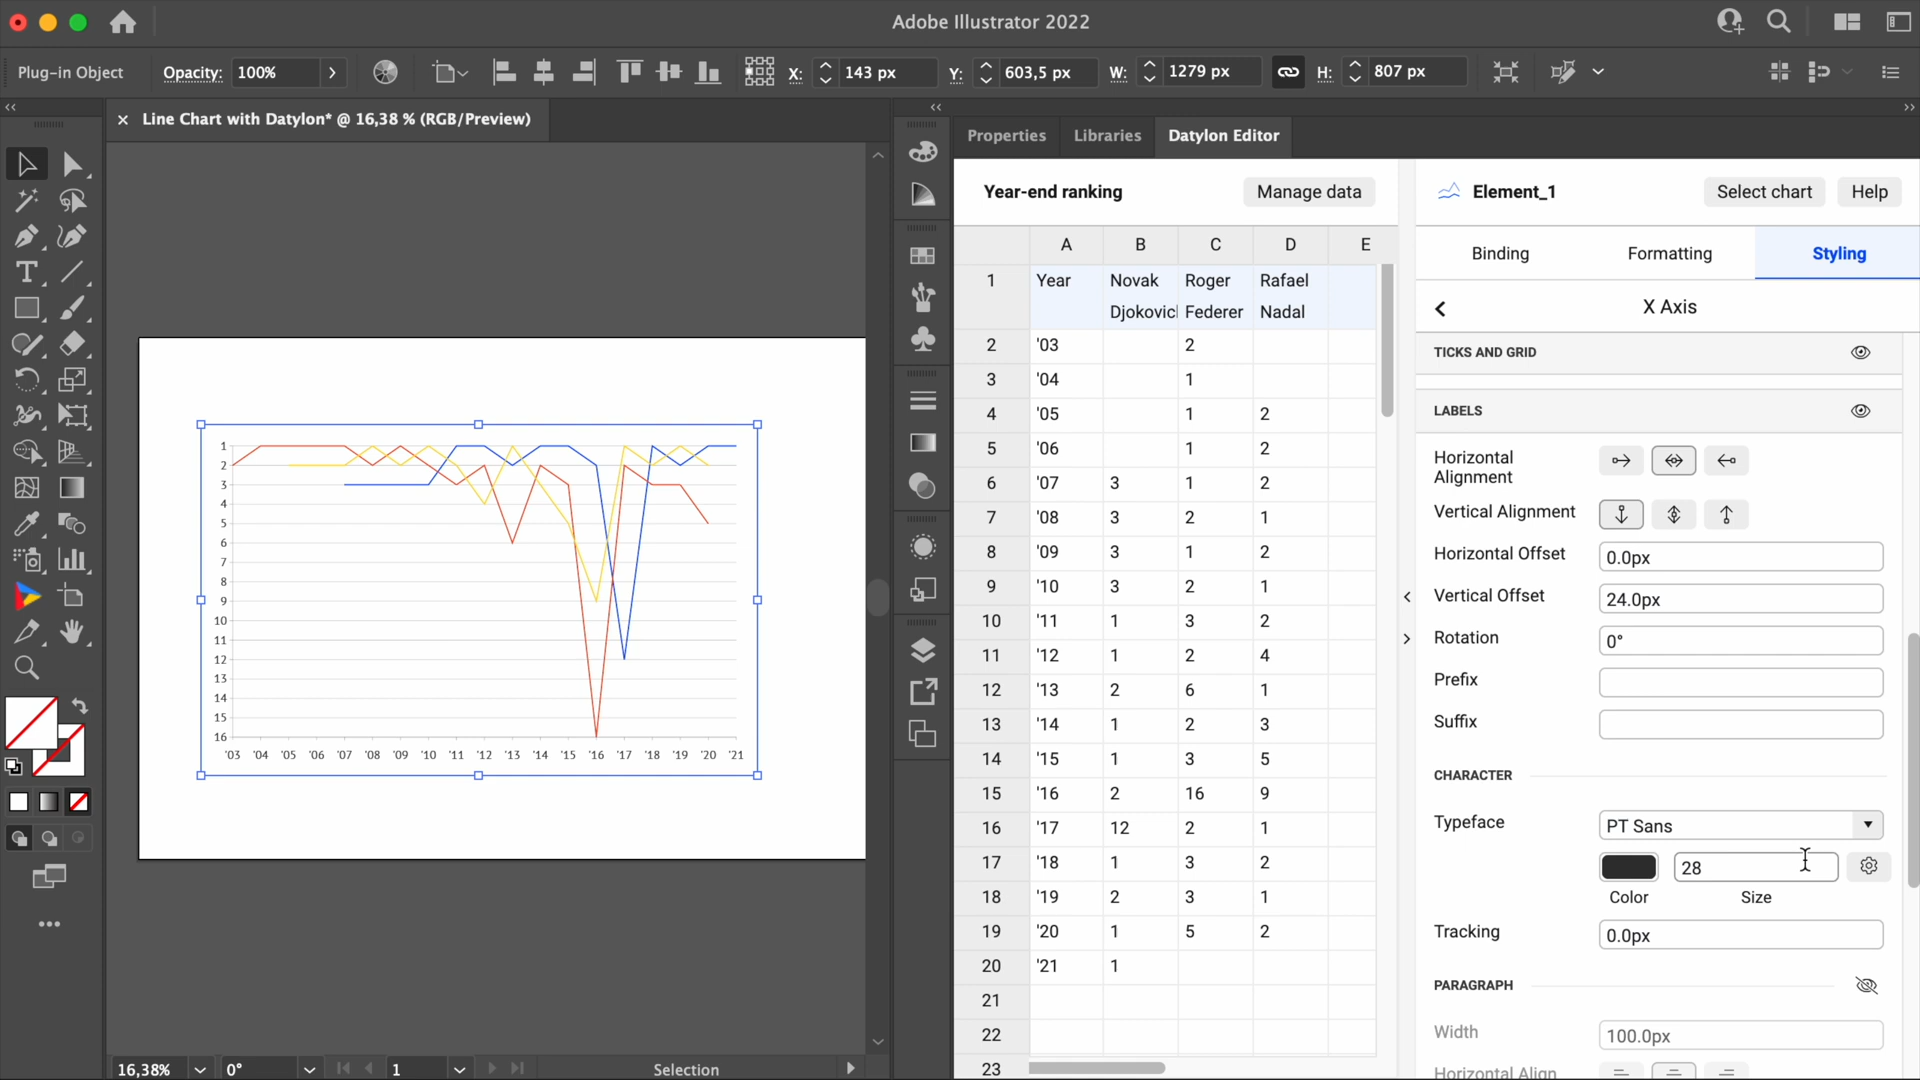 Adobe Illustrator 2022
Plug-in Object
Opacity:
100%
X:
143 px
Y:
603,5 px
W:
1279 px
H:
807 px
× Line Chart with Datylon* @ 16,38 % (RGB/Preview)
Properties
Libraries
Datylon Editor
Year-end ranking
Manage data
Element_1
Select chart
Help
A B C D E
Binding
Formatting
Styling
1 Year Novak Roger Rafael
Djokovic Federer Nadal
X Axis
2 '03 2
3 '04 1
4 '05 1 2
5 '06 1 2
6 '07 3 1 2
7 '08 3 2 1
8 '09 3 1 2
9 '10 3 2 1
10 '11 1 3 2
11 '12 1 2 4
12 '13 2 6 1
13 '14 1 2 3
14 '15 1 3 5
15 '16 2 16 9
16 '17 12 2 1
17 '18 1 3 2
18 '19 2 3 1
19 '20 1 5 2
20 '21 1
21
22
23
TICKS AND GRID
LABELS
Horizontal
Alignment
Vertical Alignment
Horizontal Offset
0.0px
Vertical Offset
24.0px
Rotation
0°
Prefix
Suffix
CHARACTER
Typeface
PT Sans
28
Color
Size
Tracking
0.0px
PARAGRAPH
Width
100.0px
Horizontal Align
1
2
3
4
5
6
7
8
9
10
11
12
13
14
15
16
'03 '04 '05 '06 '07 '08 '09 '10 '11 '12 '13 '14 '15 '16 '17 '18 '19 '20 '21
16,38%
0°
1
Selection